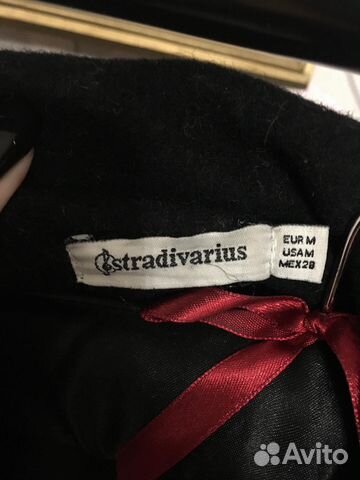 stradivarius
EUR M
USA M
MEX 28
Avito